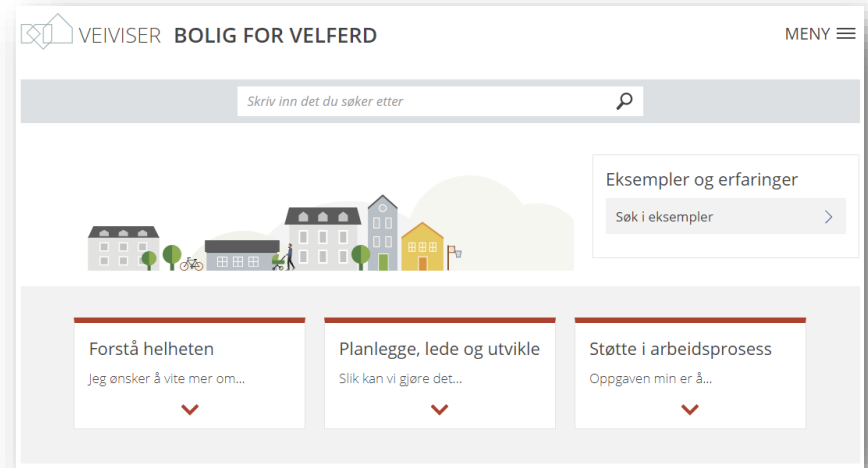 VEIVISER BOLIG FOR VELFERD
MENY
Skriv inn det du søker etter
Eksempler og erfaringer
Søk i eksempler
Forstå helheten
Jeg ønsker å vite mer om...
Planlegge, lede og utvikle
Slik kan vi gjøre det...
Støtte i arbeidsprosess
Oppgaven min er å...